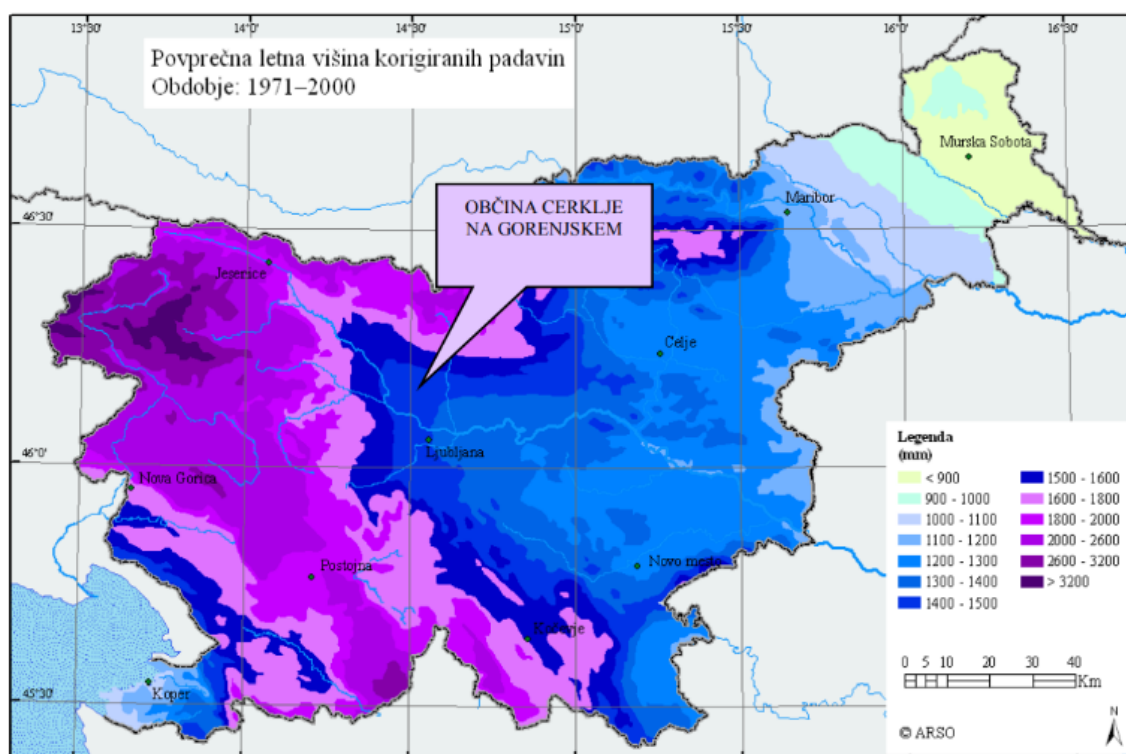 13°30' 14°0' 14°30' 15°0' 15°30' 16°0' 16°30'
Povprečna letna višina korigiranih padavin
Obdobje: 1971–2000
Murska Sobota
OBČINA CERKLJE
NA GORENJSKEM
Maribor
46°30'
Jesenice
Celje
Ljubljana
46°0'
Nova Gorica
Postojna
Novo mesto
Kočevje
Koper
45°30'
Legenda
(mm)
< 900
900 - 1000
1000 - 1100
1100 - 1200
1200 - 1300
1300 - 1400
1400 - 1500
1500 - 1600
1600 - 1800
1800 - 2000
2000 - 2600
2600 - 3200
> 3200
0 5 10 20 30 40
Km
N
© ARSO